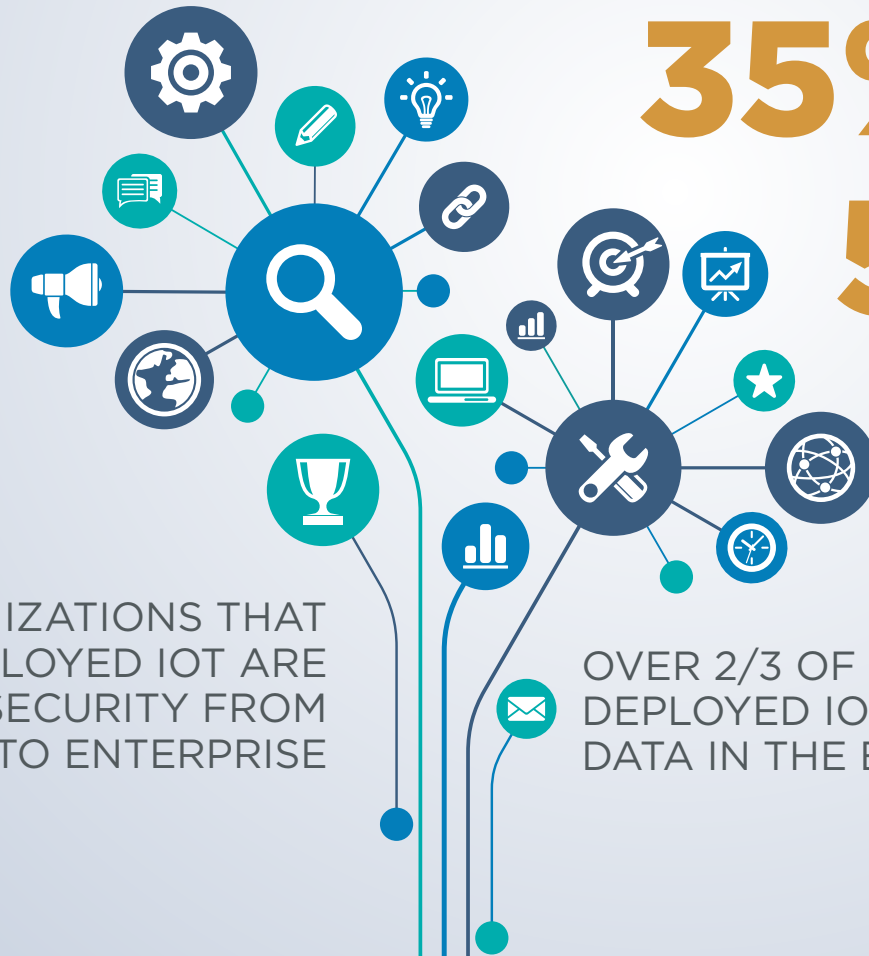 35%
IZATIONS THAT
LOYED IOT ARE
SECURITY FROM
TO ENTERPRISE
OVER 2/3 OF
DEPLOYED IO
DATA IN THE